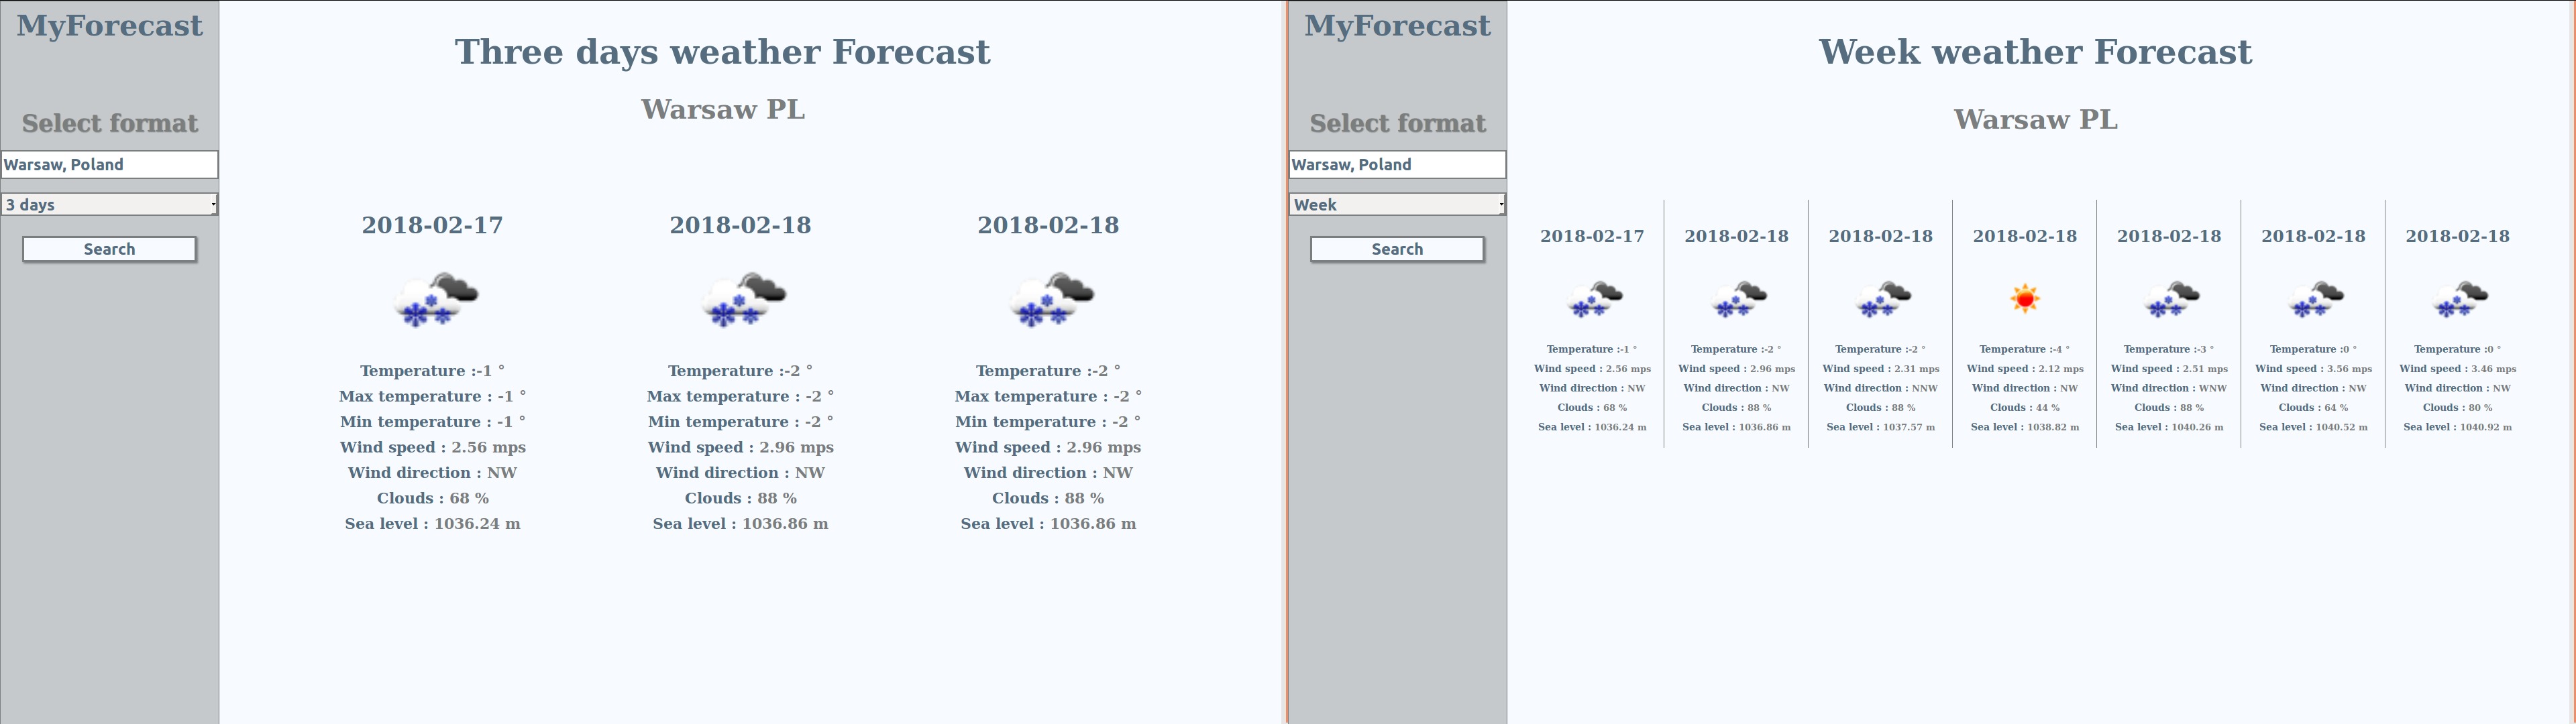 MyForecast
Select format
Warsaw, Poland
3 days
Search
Three days weather Forecast
Warsaw PL
2018-02-17
Temperature :-1 °
Max temperature : -1 °
Min temperature : -1 °
Wind speed : 2.56 mps
Wind direction : NW
Clouds : 68 %
Sea level : 1036.24 m
2018-02-18
Temperature :-2 °
Max temperature : -2 °
Min temperature : -2 °
Wind speed : 2.96 mps
Wind direction : NW
Clouds : 88 %
Sea level : 1036.86 m
2018-02-18
Temperature :-2 °
Max temperature : -2 °
Min temperature : -2 °
Wind speed : 2.96 mps
Wind direction : NW
Clouds : 88 %
Sea level : 1036.86 m
MyForecast
Select format
Warsaw, Poland
Week
Search
Week weather Forecast
Warsaw PL
2018-02-17
Temperature :-1 °
Wind speed : 2.56 mps
Wind direction : NW
Clouds : 68 %
Sea level : 1036.24 m
2018-02-18
Temperature :-2 °
Wind speed : 2.96 mps
Wind direction : NW
Clouds : 88 %
Sea level : 1036.86 m
2018-02-18
Temperature :-2 °
Wind speed : 2.31 mps
Wind direction : NNW
Clouds : 88 %
Sea level : 1037.57 m
2018-02-18
Temperature :-4 °
Wind speed : 2.12 mps
Wind direction : NW
Clouds : 44 %
Sea level : 1038.82 m
2018-02-18
Temperature :-3 °
Wind speed : 2.51 mps
Wind direction : WNW
Clouds : 88 %
Sea level : 1040.26 m
2018-02-18
Temperature :0 °
Wind speed : 3.56 mps
Wind direction : NW
Clouds : 64 %
Sea level : 1040.52 m
2018-02-18
Temperature :0 °
Wind speed : 3.46 mps
Wind direction : NW
Clouds : 80 %
Sea level : 1040.92 m